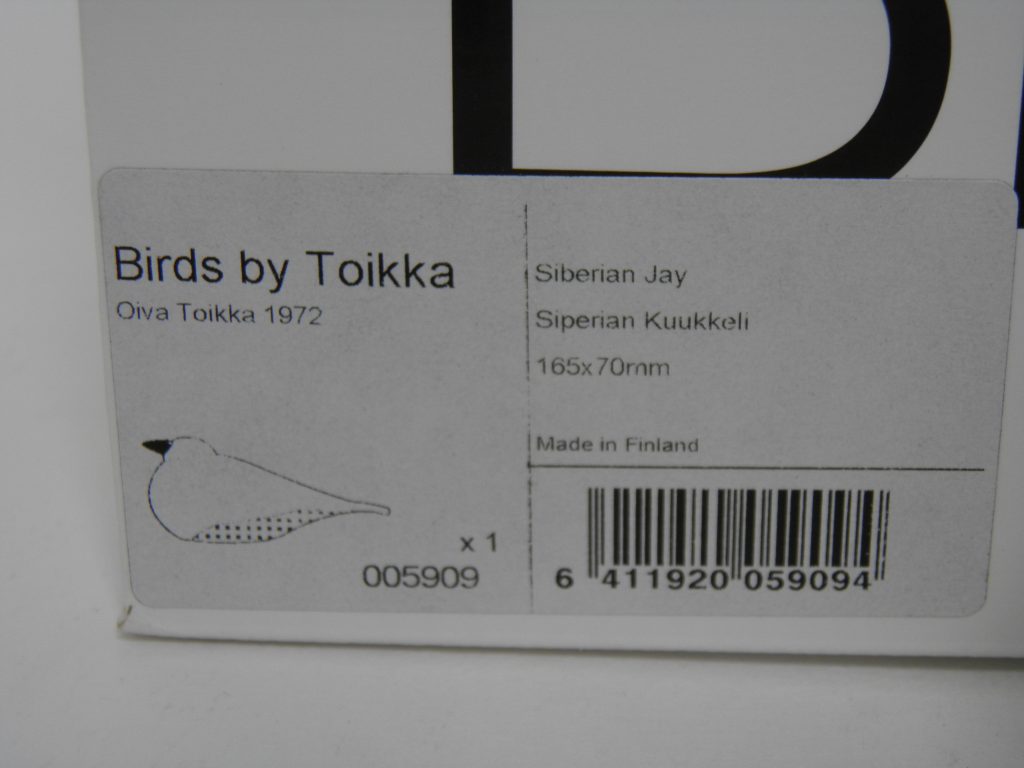 Birds by Toikka
Oiva Toikka 1972
x 1
005909
Siberian Jay
Siperian Kuukkeli
165x70mm
Made in Finland
6 411920 059094